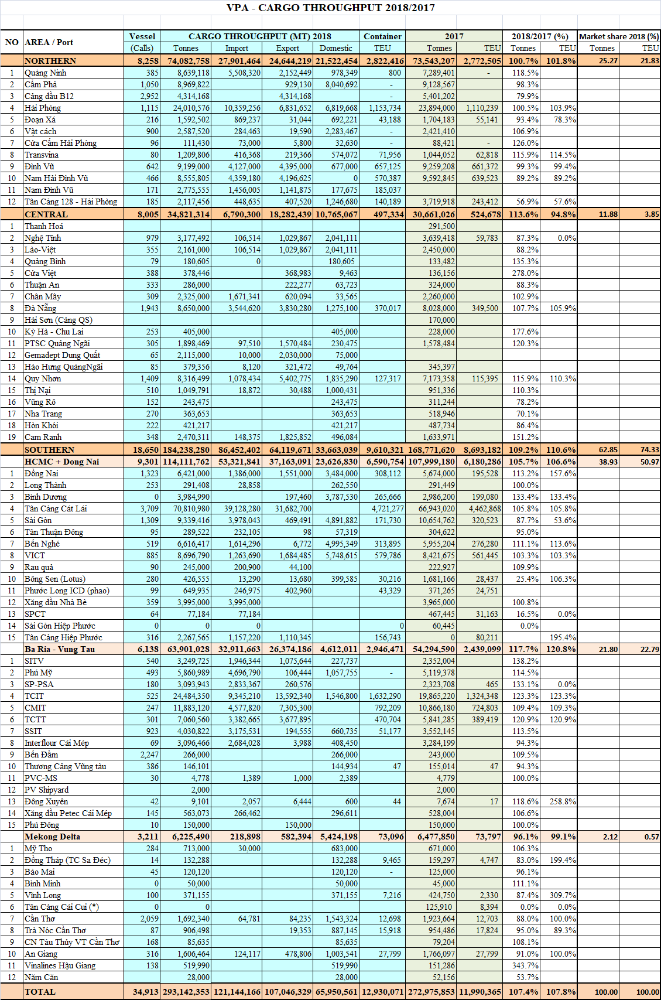 VPA - CARGO THROUGHPUT 2018/2017
NO AREA / Port Vessel CARGO THROUGHPUT (MT) 2018 Container 2017 2018/2017 (%) Market share 2018 (%)
(Calls) Tonnes Import Export Domestic TEU Tonnes TEU Tonnes TEU Tonnes TEU
NORTHERN 8,258 74,082,758 27,901,464 24,644,219 21,522,454 2,822,416 73,543,207 2,772,505 100.7% 101.8% 25.27 21.83
1 Quảng Ninh 385 8,639,118 5,508,320 2,152,449 978,349 800 7,289,401 - 118.5%
2 Cẩm Phả 1,050 8,969,822 929,130 8,040,692 - 9,128,567 98.3%
3 Cảng dầu B12 2,952 4,314,168 4,314,168 - 5,401,202 79.9%
4 Hải Phòng 1,115 24,010,576 10,359,256 6,831,652 6,819,668 1,153,734 23,894,000 1,110,239 100.5% 103.9%
5 Đoạn Xá 216 1,592,502 869,237 31,044 692,221 43,188 1,704,183 55,141 93.4% 78.3%
6 Vật cách 900 2,587,520 284,463 19,590 2,283,467 - 2,421,410 106.9%
7 Cửa Cấm Hải Phòng 96 111,430 73,000 5,800 32,630 - 88,421 - 126.0%
8 Transvina 80 1,209,806 416,368 219,366 574,072 71,956 1,044,052 62,818 115.9% 114.5%
9 Đình Vũ 642 9,199,000 4,127,000 4,395,000 677,000 657,125 9,259,208 661,372 99.3% 99.4%
10 Nam Hải Đình Vũ 466 8,555,805 4,359,180 4,196,625 0 570,387 9,592,845 639,523 89.2% 89.2%
11 Nam Đình Vũ 171 2,775,555 1,456,005 1,141,875 177,675 185,037
12 Tân Cảng 128 - Hải Phòng 185 2,117,456 448,635 407,520 1,246,680 140,189 3,719,918 243,412 56.9% 57.6%
CENTRAL 8,005 34,821,314 6,790,300 18,282,439 10,765,067 497,334 30,661,026 524,678 113.6% 94.8% 11.88 3.85
1 Thanh Hoá 291,500
2 Nghệ Tĩnh 979 3,177,492 106,514 1,029,867 2,041,111 3,639,418 59,783 87.3% 0.0%
3 Lào-Việt 355 2,161,000 106,514 1,029,867 2,041,111 2,450,000 88.2%
4 Quảng Bình 79 180,605 0 180,605 133,482 135.3%
5 Cửa Việt 388 378,446 368,983 9,463 136,156 278.0%
6 Thuận An 333 286,000 222,277 63,723 324,000 88.3%
7 Chân Mây 309 2,325,000 1,671,341 620,094 33,565 2,260,000 102.9%
8 Đà Nẵng 1,943 8,650,000 3,544,620 3,830,280 1,275,100 370,017 8,028,000 349,500 107.7% 105.9%
9 Hải Sơn (Cảng QS) 170,000
10 Kỳ Hà - Chu Lai 253 405,000 405,000 228,000 177.6%
11 PTSC Quảng Ngãi 305 1,898,469 97,510 1,570,484 230,475 1,578,484 120.3%
12 Gemadept Dung Quất 65 2,115,000 10,000 2,030,000 75,000
13 Hào Hưng QuảngNgãi 85 379,356 8,120 321,472 49,764 345,397
14 Quy Nhơn 1,409 8,316,499 1,078,434 5,402,775 1,835,290 127,317 7,173,358 115,395 115.9% 110.3%
15 Thị Nại 510 1,049,791 18,872 30,488 1,000,431 951,336 110.3%
16 Vũng Rô 152 243,475 243,475 311,244 78.2%
17 Nha Trang 270 363,653 363,653 518,946 70.1%
18 Hòn Khói 222 421,217 421,217 487,734 86.4%
19 Cam Ranh 348 2,470,311 148,375 1,825,852 496,084 1,633,971 151.2%
SOUTHERN 18,650 184,238,280 86,452,402 64,119,671 33,663,039 9,610,321 168,771,620 8,693,182 109.2% 110.6% 62.85 74.33
HCMC + Dong Nai 9,301 114,111,762 53,321,841 37,163,091 23,626,830 6,590,754 107,999,180 6,180,286 105.7% 106.6% 38.93 50.97
1 Đồng Nai 1,323 6,421,000 1,386,000 1,551,000 3,484,000 308,112 5,674,000 195,528 113.2% 157.6%
2 Long Thành 253 291,408 28,858 262,550 291,449 100.0%
3 Bình Dương 0 3,984,990 197,460 3,787,530 265,666 2,986,200 199,080 133.4% 133.4%
4 Tân Cảng Cát Lái 3,709 70,810,980 39,128,280 31,682,700 4,721,277 66,943,020 4,462,868 105.8% 105.8%
5 Sài Gòn 1,309 9,339,416 3,978,043 469,491 4,891,882 171,730 10,654,762 320,523 87.7% 53.6%
6 Tân Thuận Đông 95 289,522 232,105 98 57,319 304,622 95.0%
7 Bến Nghé 519 6,616,417 1,614,296 6,772 4,995,349 313,895 5,955,204 276,280 111.1% 113.6%
8 VICT 885 8,696,790 1,263,690 1,684,485 5,748,615 579,786 8,421,675 561,445 103.3% 103.3%
9 Rau quả 90 245,000 200,900 44,100 222,927 109.9%
10 Bông Sen (Lotus) 280 426,555 13,290 13,680 399,585 30,216 1,681,166 28,437 25.4% 106.3%
11 Phước Long ICD (phao) 99 649,935 246,975 402,960 43,329 371,265 24,751
12 Xăng dầu Nhà Bè 359 3,995,000 3,995,000 3,965,000 100.8%
13 SPCT 64 77,184 77,184 467,445 31,163 16.5% 0.0%
14 Sài Gòn Hiệp Phước 0 0 0 0 60,445 0.0%
15 Tân Cảng Hiệp Phước 316 2,267,565 1,157,220 1,110,345 156,743 0 80,211 195.4%
Ba Ria - Vung Tau 6,138 63,901,028 32,911,663 26,374,186 4,612,011 2,946,471 54,294,590 2,439,099 117.7% 120.8% 21.80 22.79
1 SITV 540 3,249,725 1,946,344 1,075,644 227,737 2,352,004 138.2%
2 Phú Mỹ 493 5,860,989 4,696,790 106,444 1,057,755 - 5,119,378 114.5%
3 SP-PSA 180 3,093,943 2,833,367 260,576 2,323,708 465 133.1% 0.0%
4 TCIT 525 24,484,350 9,345,210 13,592,340 1,546,800 1,632,290 19,865,220 1,324,348 123.3% 123.3%
5 CMIT 247 11,883,120 4,577,820 7,305,300 792,209 10,866,180 724,803 109.4% 109.3%
6 TCTT 301 7,060,560 3,382,665 3,677,895 470,704 5,841,285 389,419 120.9% 120.9%
7 SSIT 923 4,030,822 3,175,531 194,555 660,735 51,177 3,552,145 113.5%
8 Interflour Cái Mép 69 3,096,466 2,684,028 3,988 408,450 3,284,199 94.3%
9 Bến Đầm 2,247 266,000 266,000 243,000 109.5%
10 Thương Cảng Vũng tàu 386 146,101 144,934 47 155,014 47 94.3%
11 PVC-MS 30 4,778 1,389 1,000 2,389 4,779 100.0%
12 PV Shipyard 2,000 2,000
13 Đông Xuyên 42 9,101 2,057 6,444 600 44 7,674 17 118.6% 258.8%
14 Xăng dầu Petec Cái Mép 145 563,073 266,462 296,611 528,004 106.6%
15 Phú Đông 10 150,000 150,000 150,000 100.0%
Mekong Delta 3,211 6,225,490 218,898 582,394 5,424,198 73,096 6,477,850 73,797 96.1% 99.1% 2.12 0.57
1 Mỹ Tho 284 713,000 30,000 683,000 671,000 106.3%
2 Đồng Tháp (TC Sa Đéc) 14 132,288 132,288 9,465 159,297 4,747 83.0% 199.4%
3 Bảo Mai 45 120,120 120,120 - 125,000 96.1%
4 Bình Minh 0 50,000 50,000 45,000 111.1%
5 Vĩnh Long 100 371,155 371,155 7,216 424,750 2,330 87.4% 309.7%
6 Tân Cảng Cái Cui (*) 0 0 125,910 8,394 0.0% 0.0%
7 Cần Thơ 2,059 1,692,340 64,781 84,235 1,543,324 12,698 1,923,664 12,703 88.0% 100.0%
8 Trà Nóc Cần Thơ 87 906,498 19,353 887,145 15,918 954,486 17,824 95.0% 89.3%
9 CN Tàu Thủy VT Cần Thơ 168 85,635 85,635 79,204 108.1%
10 An Giang 316 1,606,464 124,117 478,806 1,003,541 27,799 1,766,097 27,799 91.0% 100.0%
11 Vinalines Hậu Giang 138 519,990 519,990 151,286 343.7%
12 Năm Căn 28,000 28,000 52,156 53.7%
TOTAL 34,913 293,142,353 121,144,166 107,046,329 65,950,561 12,930,071 272,975,853 11,990,365 107.4% 107.8% 100.00 100.00